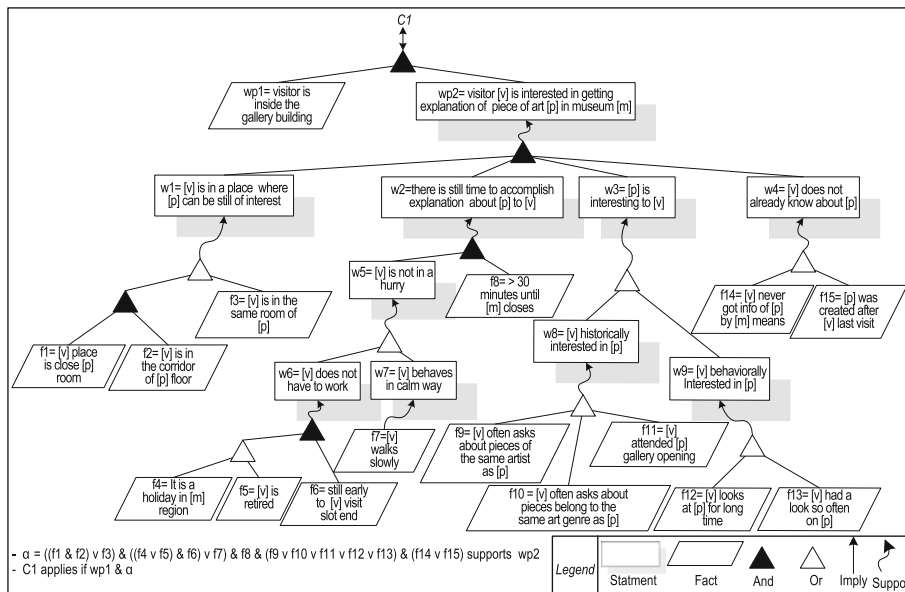 C1
wp1= visitor is
inside the
gallery building
wp2= visitor [v] is interested in getting
explanation of piece of art [p] in museum [m]
w1= [v] is in a place where
[p] can be still of interest
w2=there is still time to accomplish
explanation about [p] to [v]
w3= [p] is
interesting to [v]
w4= [v] does not
already know about [p]
w5= [v] is not in a
hurry
f8= > 30
minutes until
[m] closes
f3= [v] is in the
same room of
[p]
f14= [v] never
got info of [p]
by [m] means
f15= [p] was
created after
[v] last visit
f1= [v] place
is close [p]
room
f2= [v] is in
the corridor
of [p] floor
w8= [v] historically
interested in [p]
w6= [v] does not
have to work
w7= [v] behaves
in calm way
w9= [v] behaviorally
Interested in [p]
f7=[v]
walks
slowly
f9= [v] often asks
about pieces of
the same artist
as [p]
f11= [v]
attended [p]
gallery opening
f4= It is a
holiday in [m]
region
f5= [v] is
retired
f6= still early
to [v] visit
slot end
f10 = [v] often asks about
pieces belong to the
same art genre as [p]
f12= [v] looks
at [p] for long
time
f13= [v] had a
look so often
on [p]
- α = ((f1 & f2) v f3) & ((f4 v f5) & f6) v f7) & f8 & (f9 v f10 v f11 v f12 v f13) & (f14 v f15) supports wp2
- C1 applies if wp1 & α
Legend
Statment
Fact
And
Or
Imply
Suppo